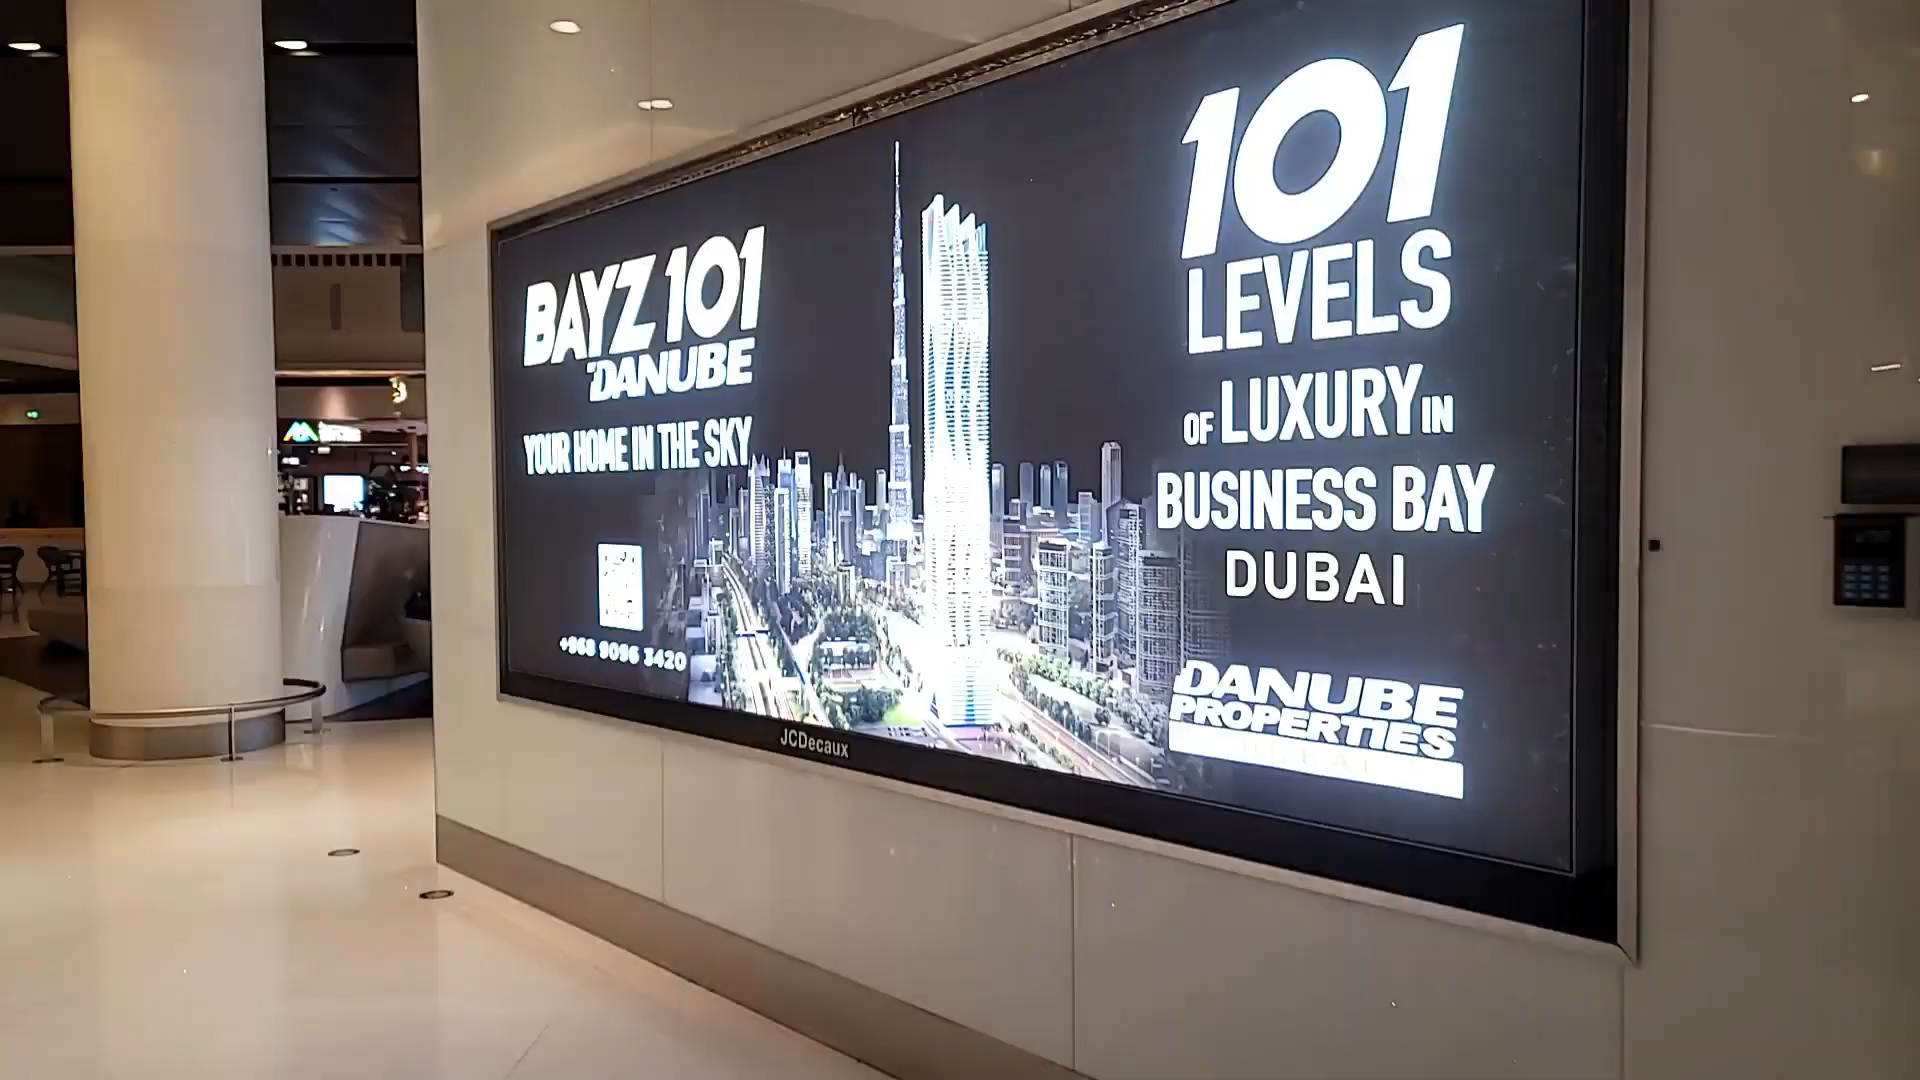 BAYZ 101
DANUBE
YOUR HOME IN THE SKY
+968 9096 3420
101
LEVELS
OF LUXURY IN
BUSINESS BAY
DUBAI
DANUBE
PROPERTIES
JCDecaux